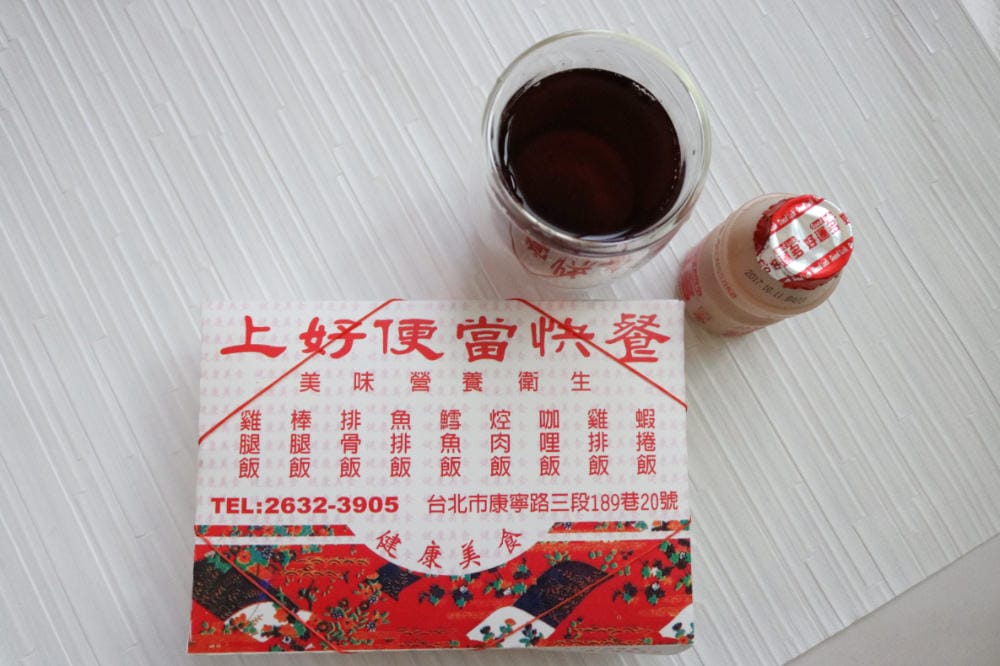 上好便當快餐
美味營養衛生
雞腿飯 棒腿飯 排骨飯 魚排飯 鱈魚飯 焢肉飯 咖哩飯 雞排飯 蝦捲飯
TEL:2632-3905 台北市康寧路三段189巷20號
健康美食